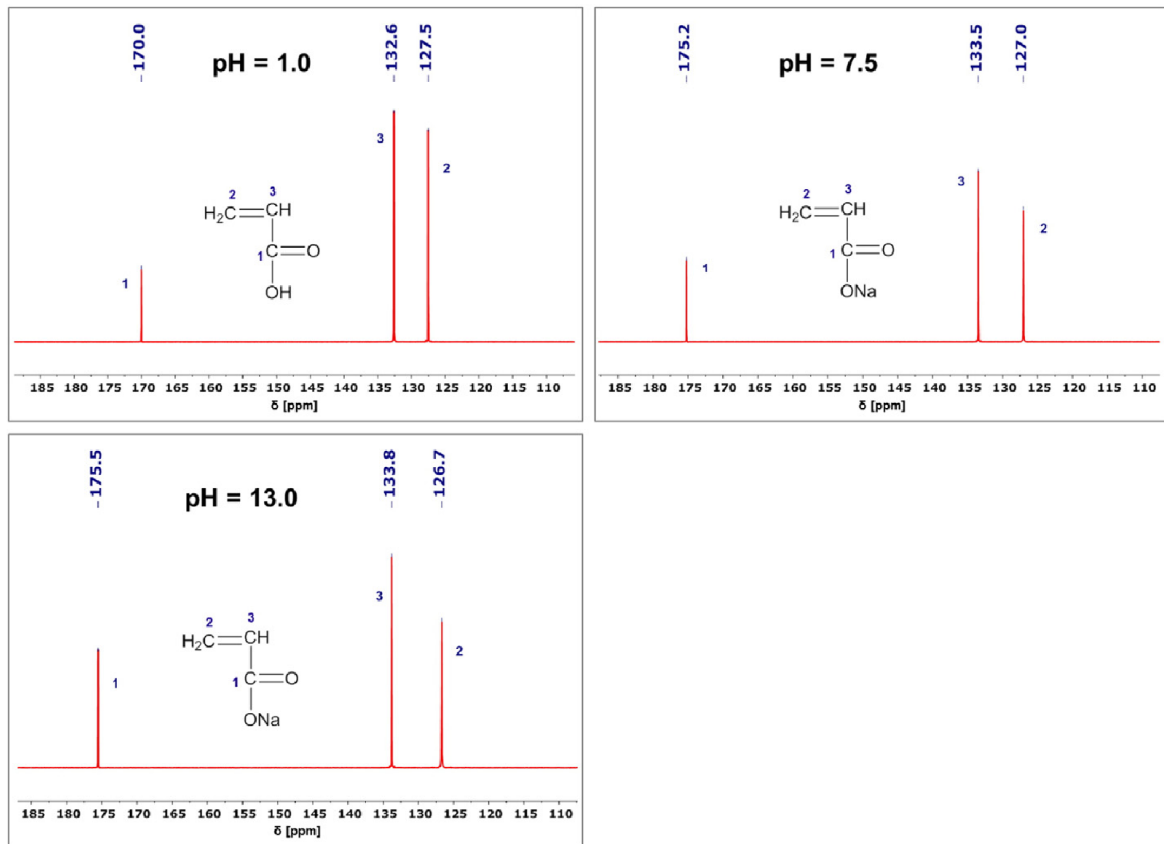 -170.0
-132.6
-127.5
pH = 1.0
3
2
2
3
H₂C
CH
1
C
O
1
OH
185 180 175 170 165 160 155 150 145 140 135 130 125 120 115 110
δ [ppm]
-175.2
-133.5
-127.0
pH = 7.5
3
2
3
H₂C
CH
2
1
C
O
1
ONa
185 180 175 170 165 160 155 150 145 140 135 130 125 120 115 110
δ [ppm]
-175.5
-133.8
-126.7
pH = 13.0
3
2
3
H₂C
CH
2
1
1
C
O
ONa
185 180 175 170 165 160 155 150 145 140 135 130 125 120 115 110
δ [ppm]